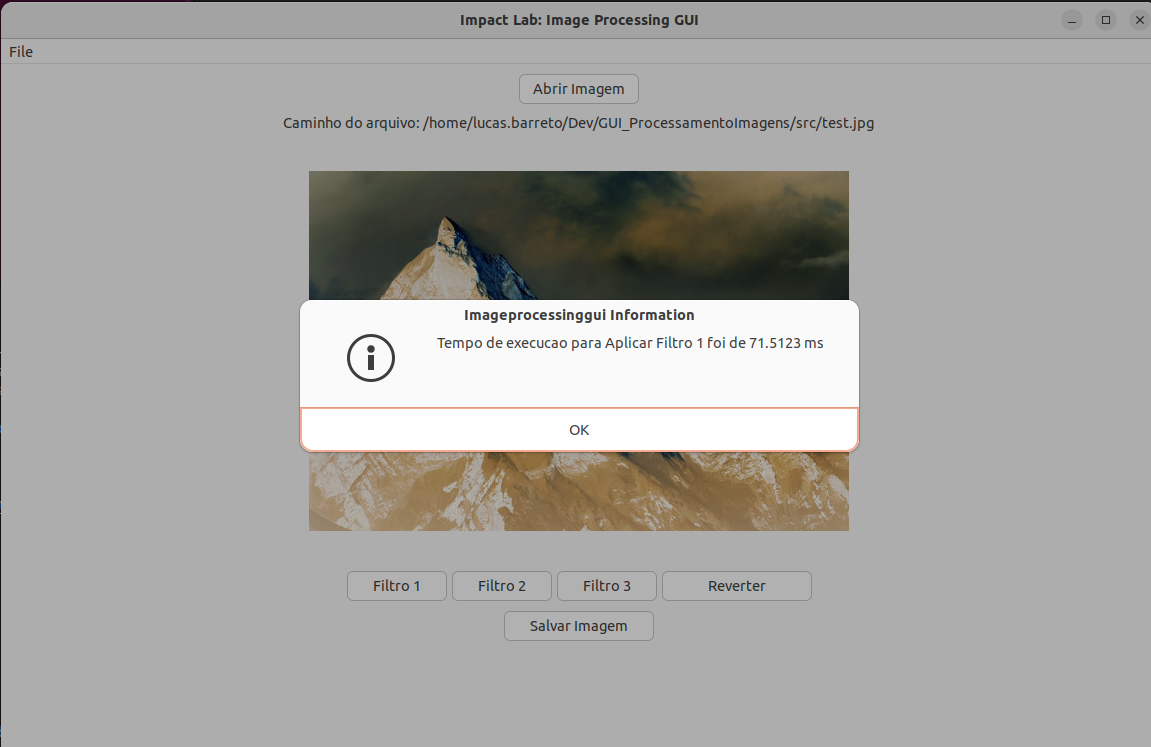 Impact Lab: Image Processing GUI
File
Abrir Imagem
Caminho do arquivo: /home/lucas.barreto/Dev/GUI_ProcessamentoImagens/src/test.jpg
Imageprocessinggui Information
Tempo de execucao para Aplicar Filtro 1 foi de 71.5123 ms
OK
Filtro 1 Filtro 2 Filtro 3 Reverter
Salvar Imagem